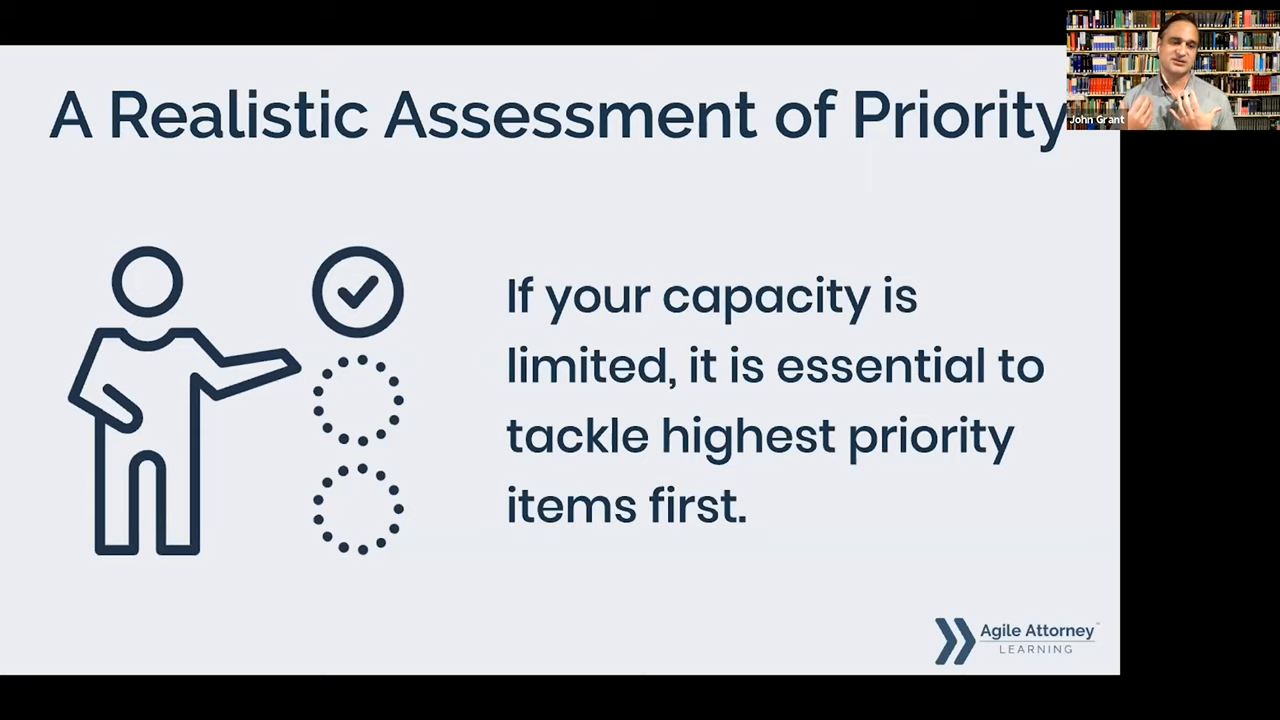 A Realistic Assessment of Priority
John Grant
If your capacity is
limited, it is essential to
tackle highest priority
items first.
Agile Attorney™
LEARNING